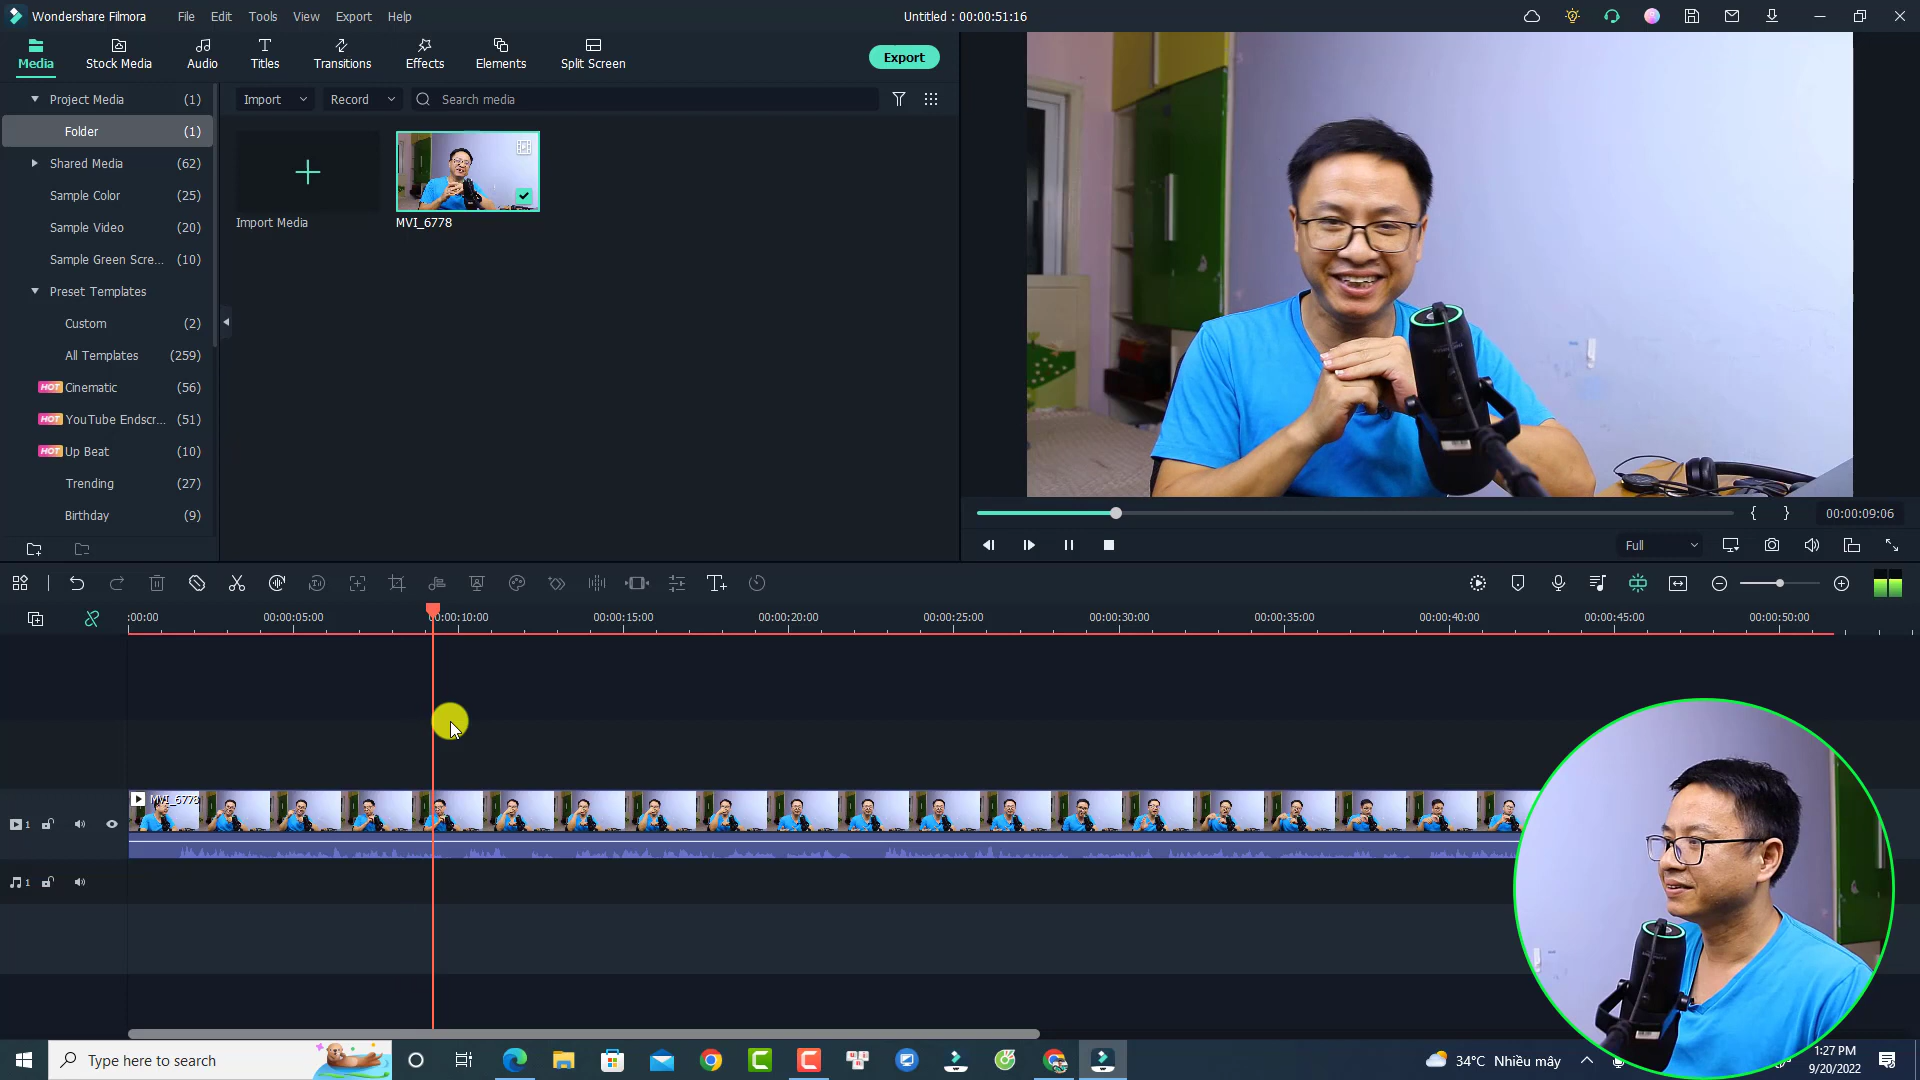 Wondershare Filmora File Edit Tools View Export Help Untitled : 00:00:51:16
Media Stock Media Audio Titles Transitions Effects Elements Split Screen Export
Project Media (1)
Folder (1)
Shared Media (62)
Sample Color (25)
Sample Video (20)
Sample Green Scre... (10)
Preset Templates
Custom (2)
All Templates (259)
HOT Cinematic (56)
HOT YouTube Endscr... (51)
HOT Up Beat (10)
Trending (27)
Birthday (9)
Import Record Search media
Import Media MVI_6778
{ } 00:00:09:06
Full
:00:00 00:00:05:00 00:00:10:00 00:00:15:00 00:00:20:00 00:00:25:00 00:00:30:00 00:00:35:00 00:00:40:00 00:00:45:00 00:00:50:00
MVI_6778
1
1
Type here to search 34°C Nhiều mây 1:27 PM
9/20/2022